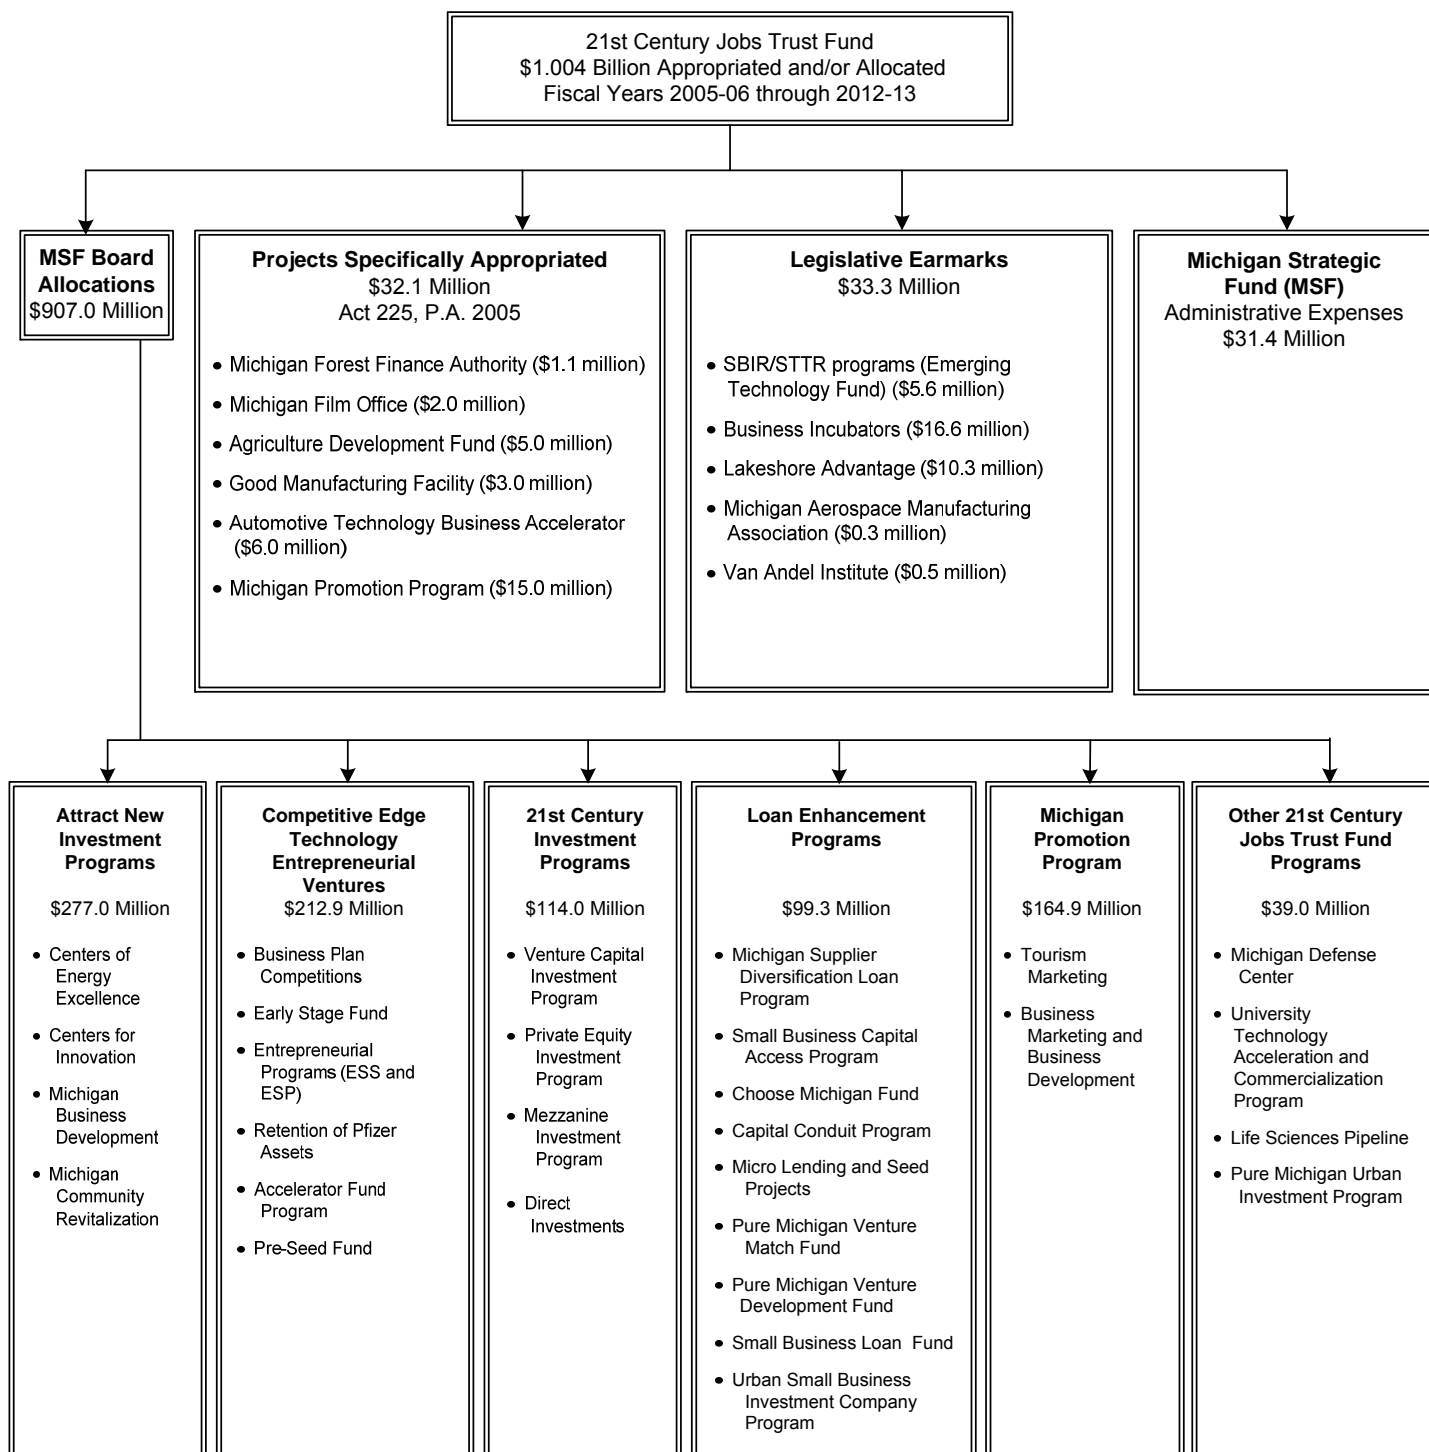 21st Century Jobs Trust Fund
$1.004 Billion Appropriated and/or Allocated
Fiscal Years 2005-06 through 2012-13
MSF Board
Allocations
$907.0 Million
Projects Specifically Appropriated
$32.1 Million
Act 225, P.A. 2005
• Michigan Forest Finance Authority ($1.1 million)
• Michigan Film Office ($2.0 million)
• Agriculture Development Fund ($5.0 million)
• Good Manufacturing Facility ($3.0 million)
• Automotive Technology Business Accelerator
($6.0 million)
• Michigan Promotion Program ($15.0 million)
Legislative Earmarks
$33.3 Million
• SBIR/STTR programs (Emerging
Technology Fund) ($5.6 million)
• Business Incubators ($16.6 million)
• Lakeshore Advantage ($10.3 million)
• Michigan Aerospace Manufacturing
Association ($0.3 million)
• Van Andel Institute ($0.5 million)
Michigan Strategic
Fund (MSF)
Administrative Expenses
$31.4 Million
Attract New
Investment
Programs
$277.0 Million
• Centers of
Energy
Excellence
• Centers for
Innovation
• Michigan
Business
Development
• Michigan
Community
Revitalization
Competitive Edge
Technology
Entrepreneurial
Ventures
$212.9 Million
• Business Plan
Competitions
• Early Stage Fund
• Entrepreneurial
Programs (ESS and
ESP)
• Retention of Pfizer
Assets
• Accelerator Fund
Program
• Pre-Seed Fund
21st Century
Investment
Programs
$114.0 Million
• Venture Capital
Investment
Program
• Private Equity
Investment
Program
• Mezzanine
Investment
Program
• Direct
Investments
Loan Enhancement
Programs
$99.3 Million
• Michigan Supplier
Diversification Loan
Program
• Small Business Capital
Access Program
• Choose Michigan Fund
• Capital Conduit Program
• Micro Lending and Seed
Projects
• Pure Michigan Venture
Match Fund
• Pure Michigan Venture
Development Fund
• Small Business Loan Fund
• Urban Small Business
Investment Company
Program
Michigan
Promotion
Program
$164.9 Million
• Tourism
Marketing
• Business
Marketing and
Business
Development
Other 21st Century
Jobs Trust Fund
Programs
$39.0 Million
• Michigan Defense
Center
• University
Technology
Acceleration and
Commercialization
Program
• Life Sciences Pipeline
• Pure Michigan Urban
Investment Program